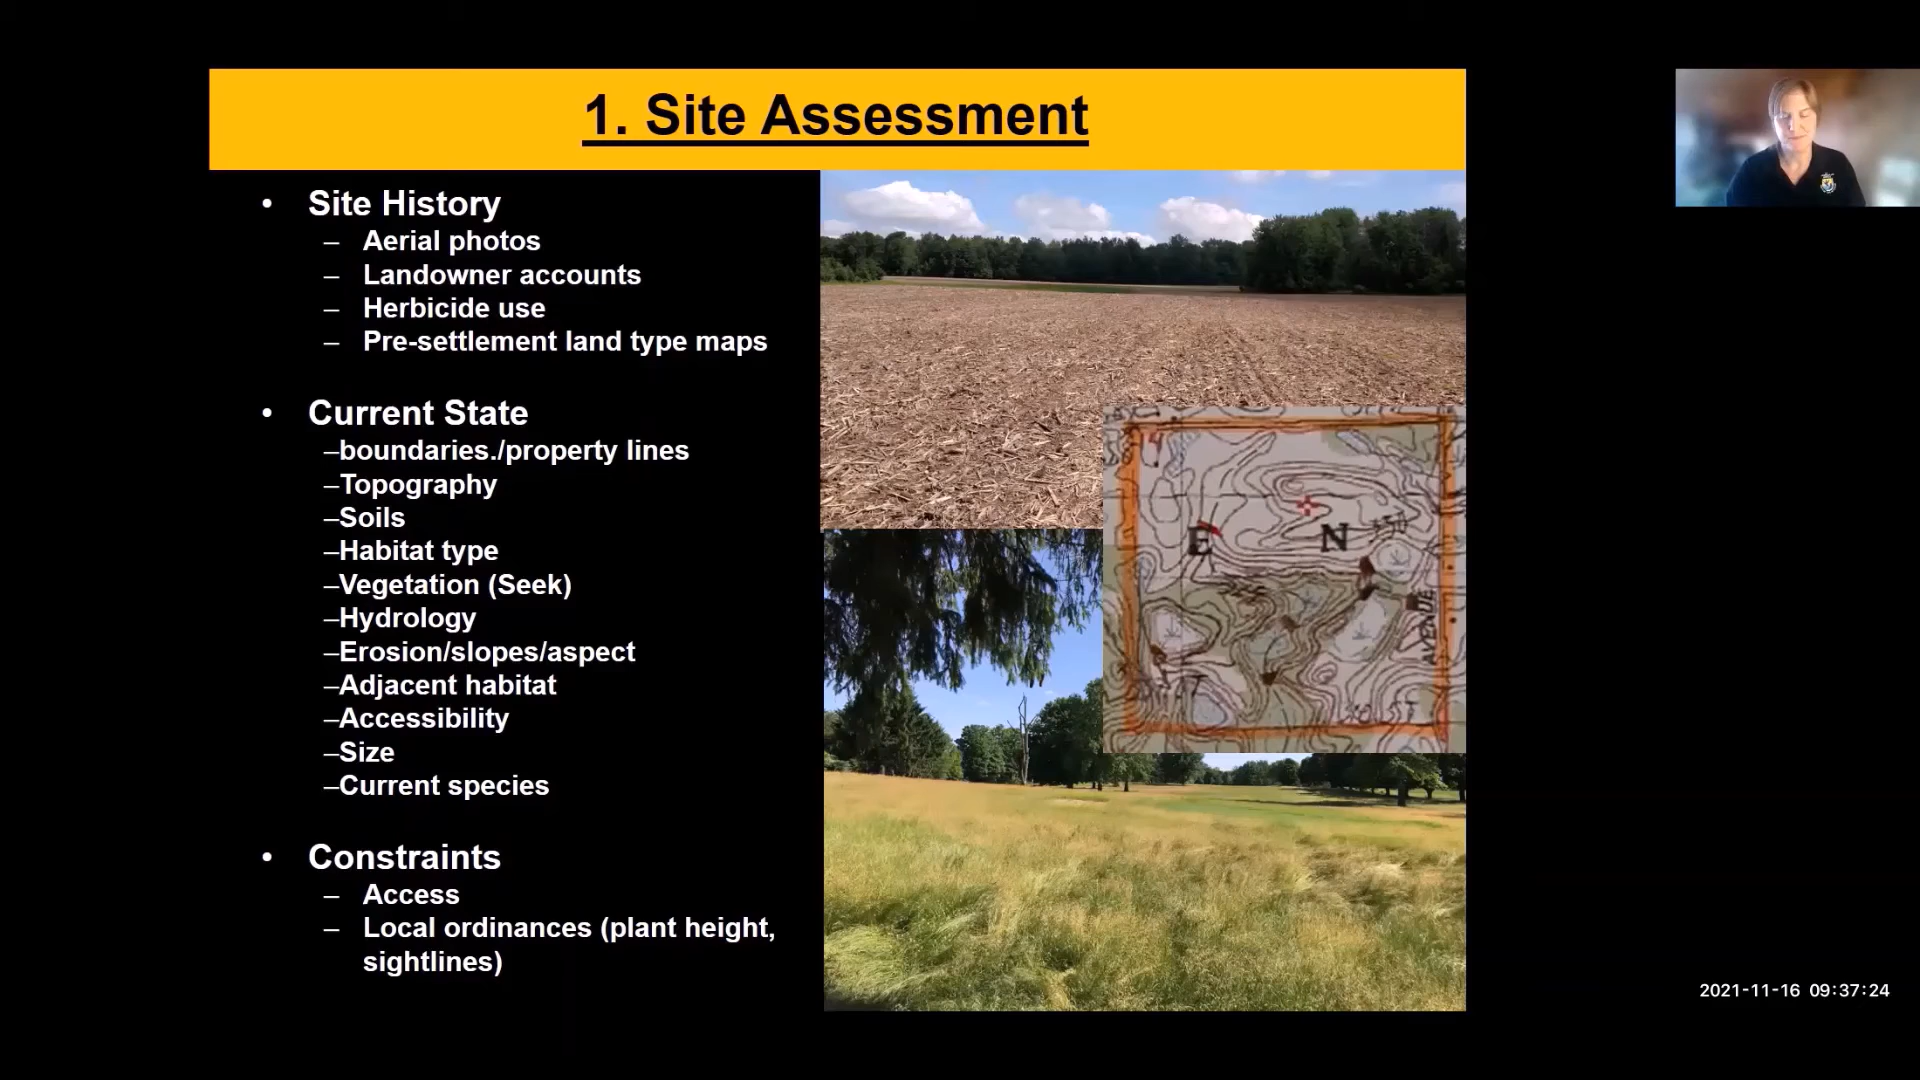 1. Site Assessment
• Site History
– Aerial photos
– Landowner accounts
– Herbicide use
– Pre-settlement land type maps
• Current State
–boundaries./property lines
–Topography
–Soils
–Habitat type
–Vegetation (Seek)
–Hydrology
–Erosion/slopes/aspect
–Adjacent habitat
–Accessibility
–Size
–Current species
• Constraints
– Access
– Local ordinances (plant height,
sightlines)
E N
AVENUE
2021-11-16 09:37:24